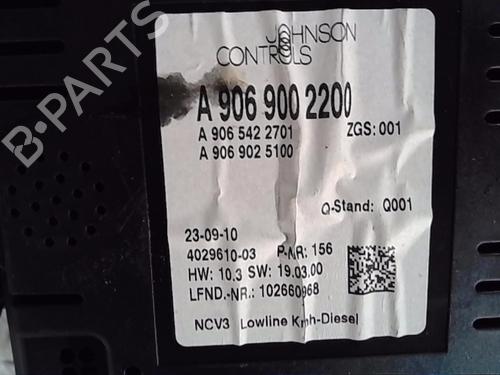 JOHNSON
CONTROLS
A 906 900 2200
A 906 542 2701 ZGS: 001
A 906 902 5100
Q-Stand: Q001
23-09-10
4029610-03 P-NR: 156
HW: 10.3 SW: 19.03.00
LFND.-NR.: 102660968
NCV3 Lowline Kmh-Diesel
B-PARTS